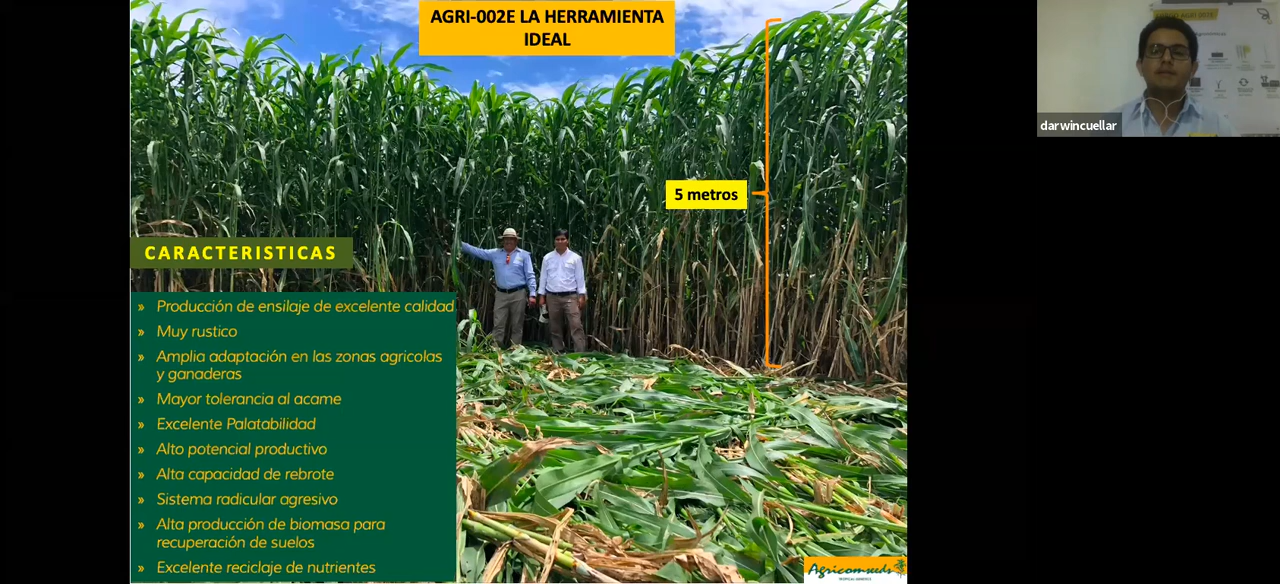 AGRI-002E LA HERRAMIENTA
IDEAL
darwincuellar
5 metros
CARACTERISTICAS
» Producción de ensilaje de excelente calidad
» Muy rustico
» Amplia adaptación en las zonas agricolas
y ganaderas
» Mayor tolerancia al acame
» Excelente Palatabilidad
» Alto potencial productivo
» Alta capacidad de rebrote
» Sistema radicular agresivo
» Alta producción de biomasa para
recuperación de suelos
» Excelente reciclaje de nutrientes
Agricomseeds